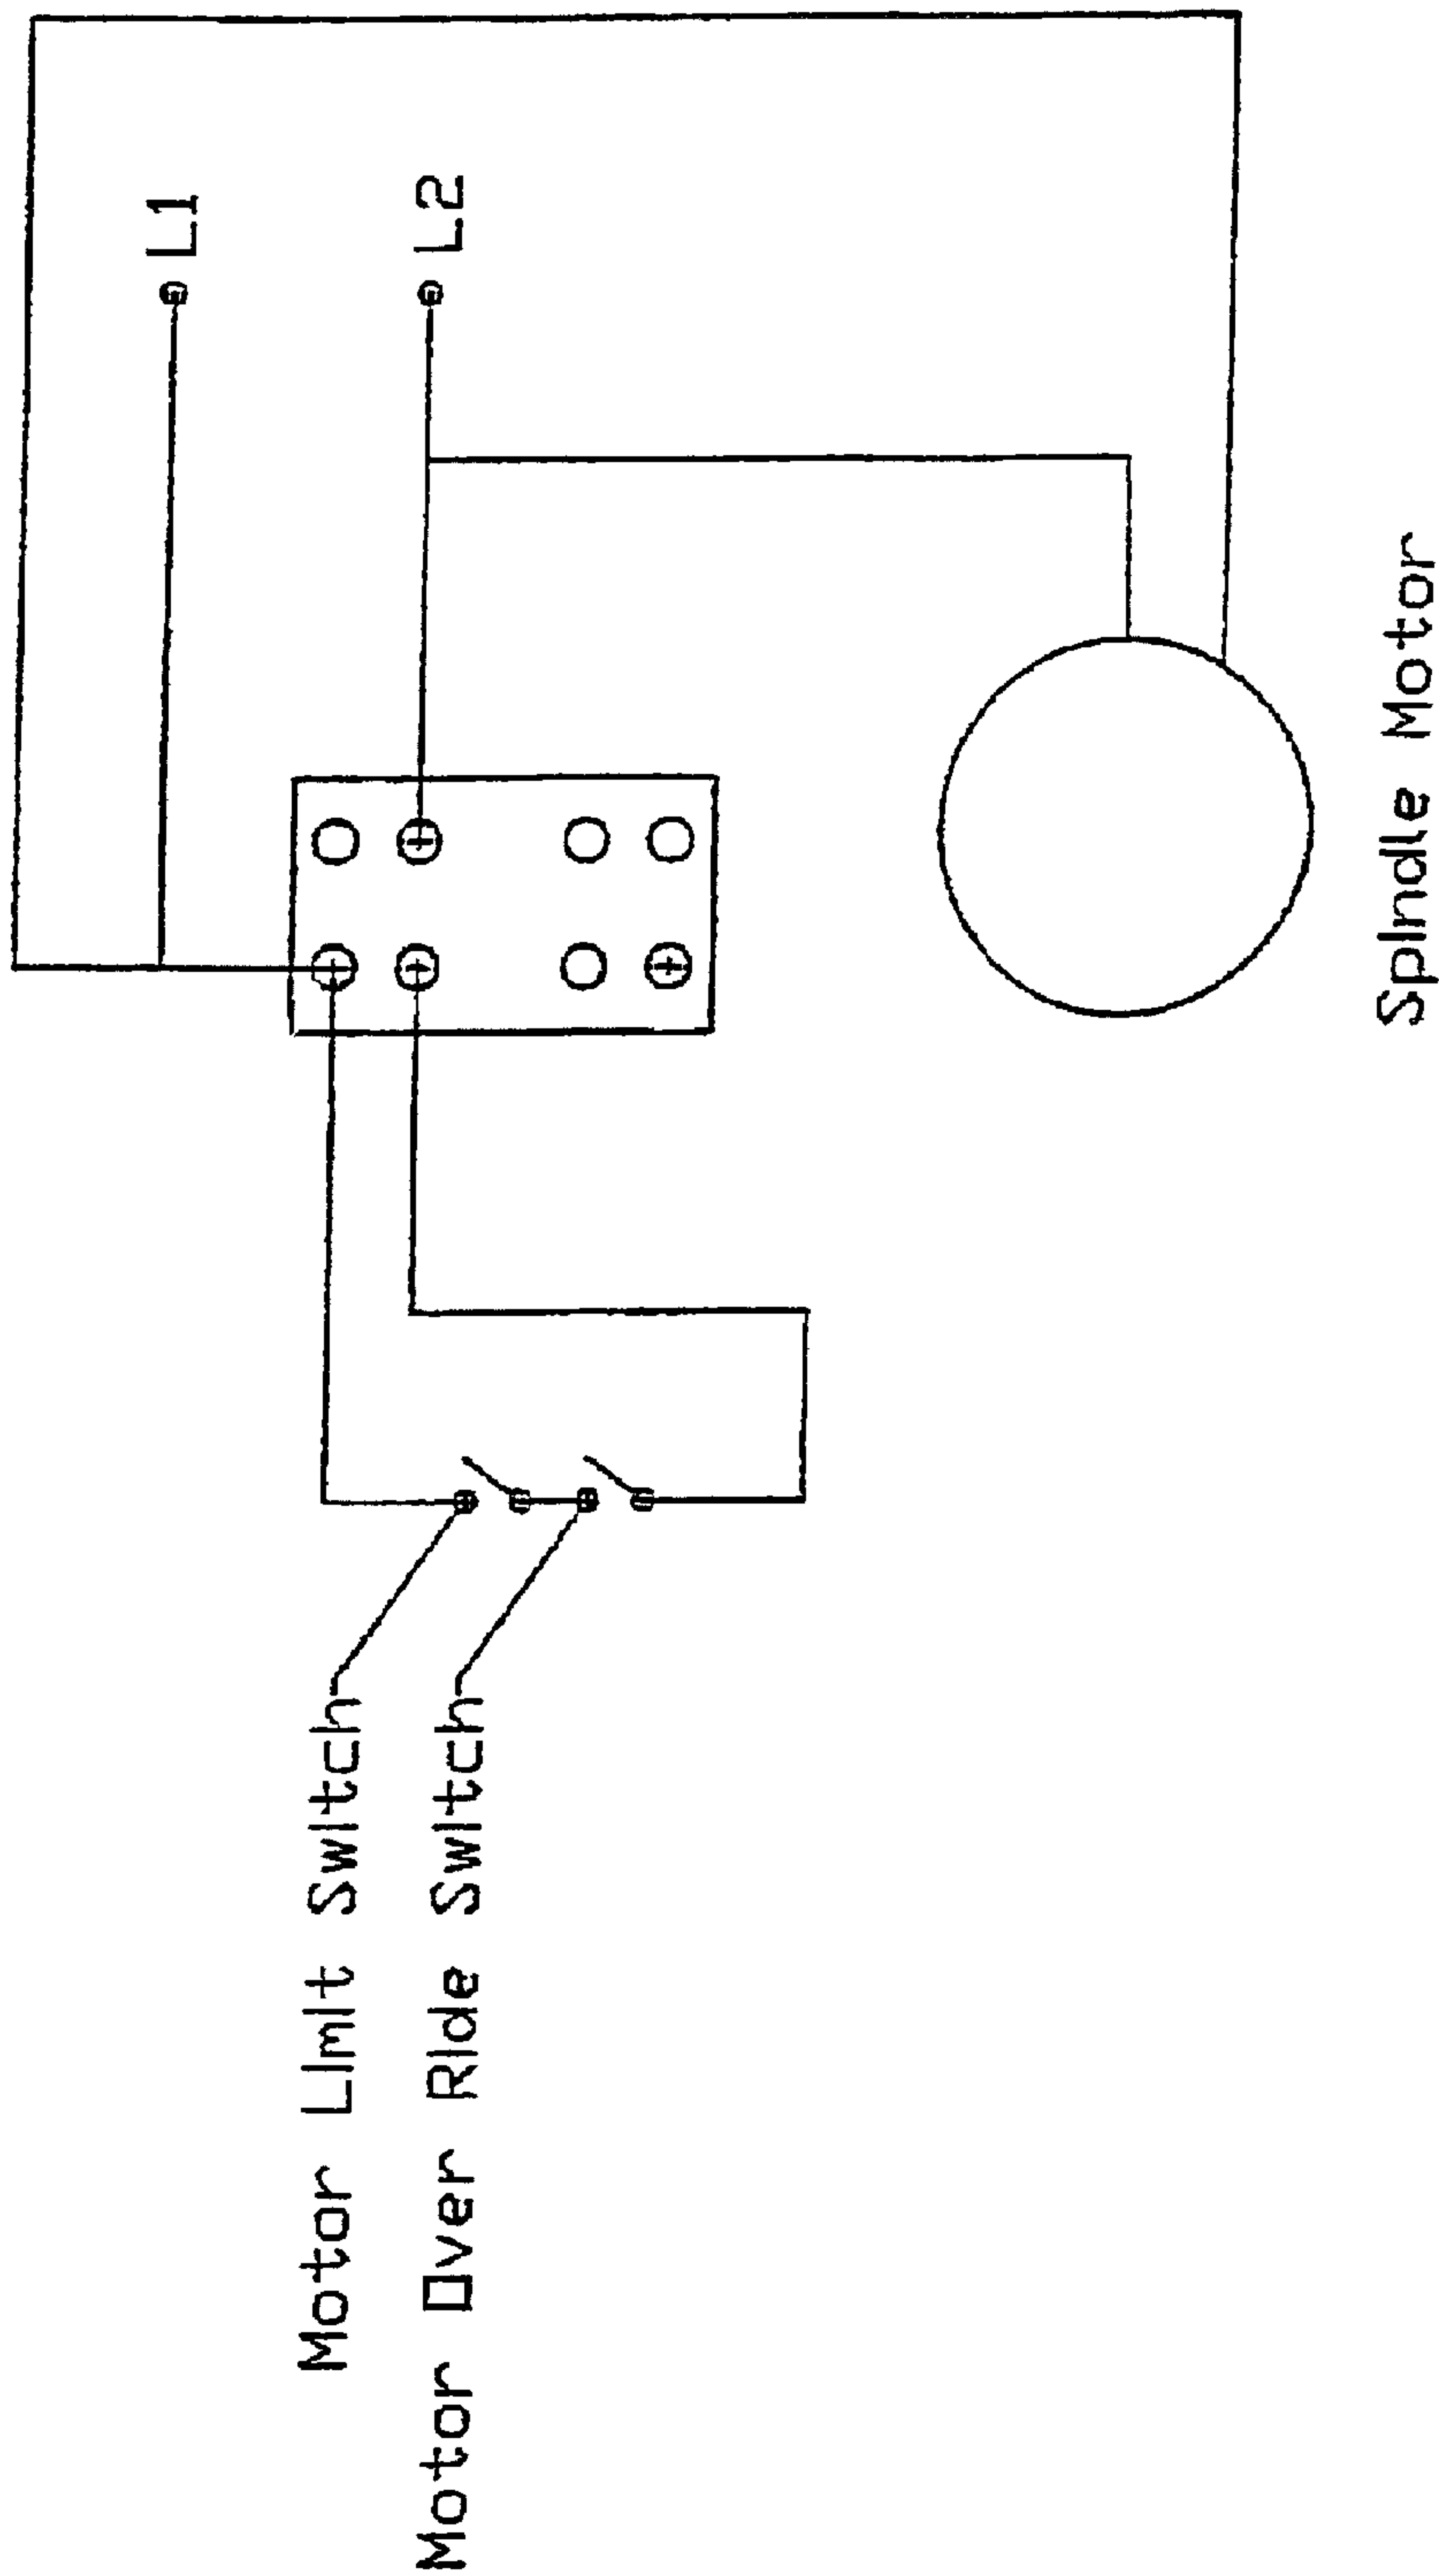 Motor Limit Switch
Motor Over Ride Switch
L1
L2
Spindle Motor